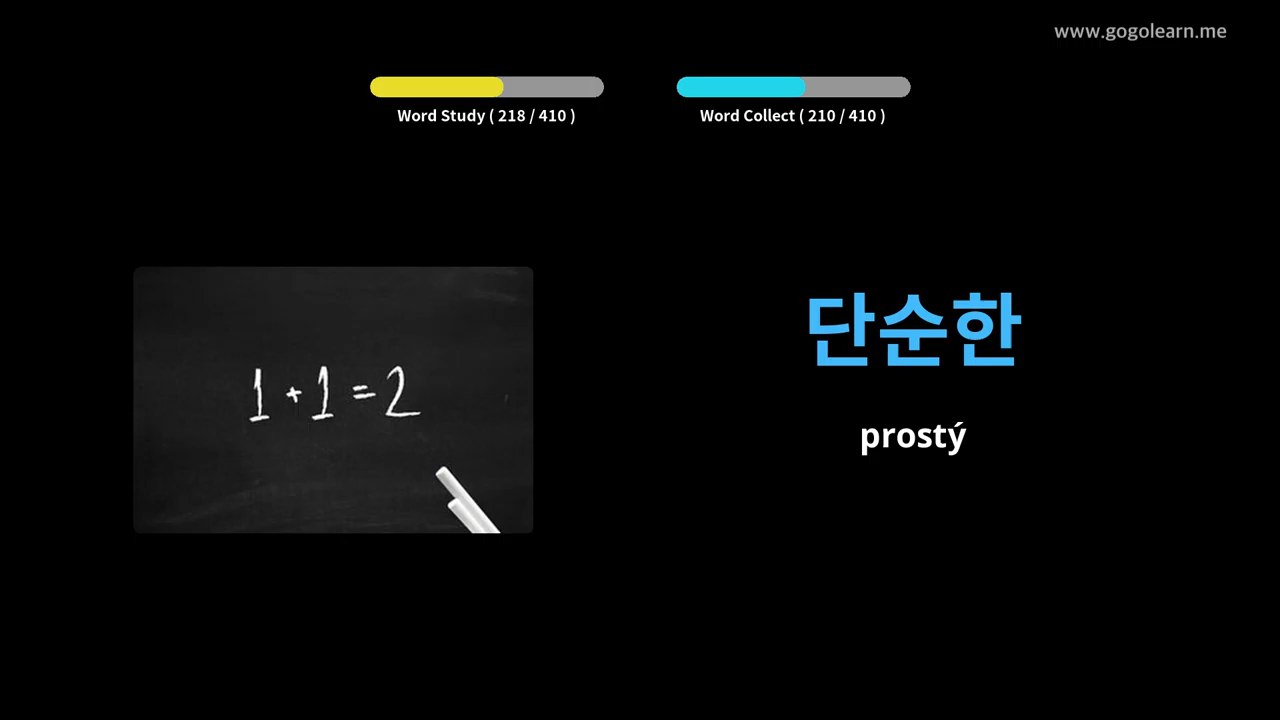 www.gogolearn.me
Word Study ( 218 / 410 )
Word Collect ( 210 / 410 )
1 + 1 = 2
단순한
prostý